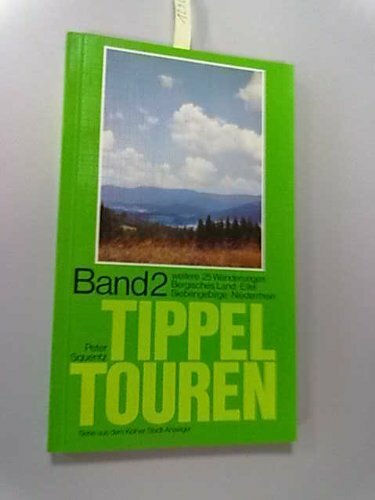 Band 2
weitere 25 Wanderungen
Bergisches Land, Eifel
Siebengebirge, Niederrhein
Peter
Squentz
TIPPEL
TOUREN
Serie aus dem Kölner Stadt-Anzeiger